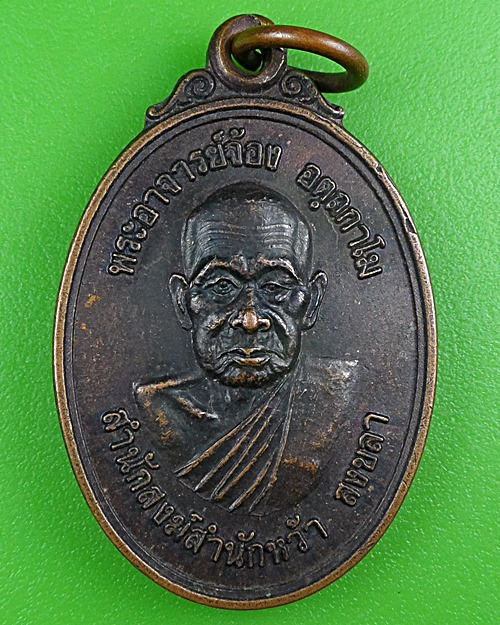 พระอาจารย์จ้อง อตฺถกาโม
สำนักสงฆ์สำนักหว้า สงขลา